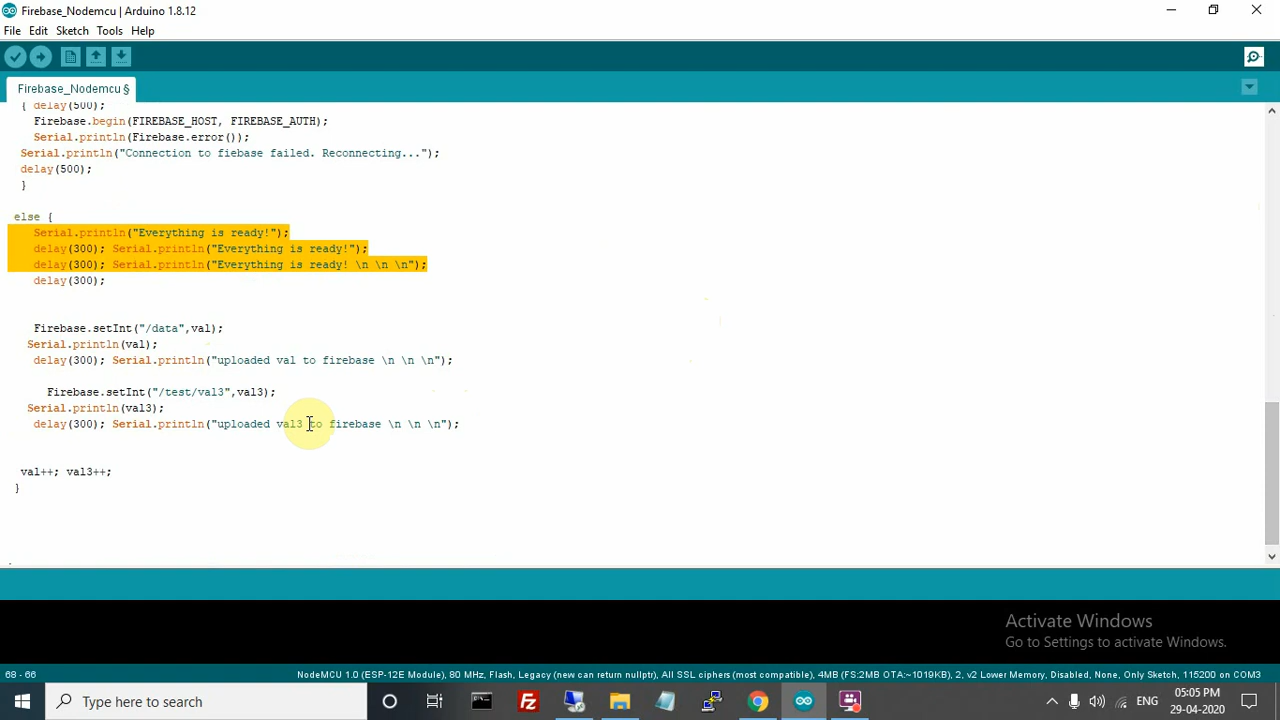 Firebase_Nodemcu | Arduino 1.8.12
File Edit Sketch Tools Help
Firebase_Nodemcu §
{ delay(500);
Firebase.begin(FIREBASE_HOST, FIREBASE_AUTH);
Serial.println(Firebase.error());
Serial.println("Connection to fiebase failed. Reconnecting...");
delay(500);
}
else {
Serial.println("Everything is ready!");
delay(300); Serial.println("Everything is ready!");
delay(300); Serial.println("Everything is ready! \n \n \n");
delay(300);
Firebase.setInt("/data",val);
Serial.println(val);
delay(300); Serial.println("uploaded val to firebase \n \n \n");
Firebase.setInt("/test/val3",val3);
Serial.println(val3);
delay(300); Serial.println("uploaded val3 to firebase \n \n \n");
val++; val3++;
}
Activate Windows
Go to Settings to activate Windows.
68 - 66 NodeMCU 1.0 (ESP-12E Module), 80 MHz, Flash, Legacy (new can return nullptr), All SSL ciphers (most compatible), 4MB (FS:2MB OTA:~1019KB), 2, v2 Lower Memory, Disabled, None, Only Sketch, 115200 on COM3
Type here to search
ENG
05:05 PM
29-04-2020